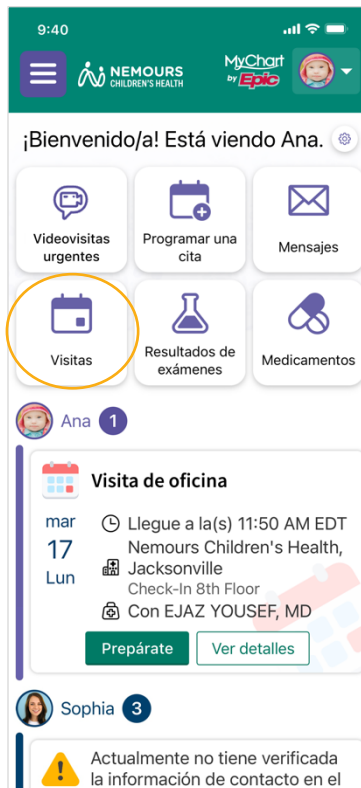 9:40
NEMOURS
CHILDREN'S HEALTH
MyChart
by Epic
¡Bienvenido/a! Está viendo Ana.
Videovisitas
urgentes
Programar una
cita
Mensajes
Visitas
Resultados de
exámenes
Medicamentos
Ana 1
Visita de oficina
mar
17
Lun
Llegue a la(s) 11:50 AM EDT
Nemours Children's Health,
Jacksonville
Check-In 8th Floor
Con EJAZ YOUSEF, MD
Prepárate
Ver detalles
Sophia 3
Actualmente no tiene verificada
la información de contacto en el